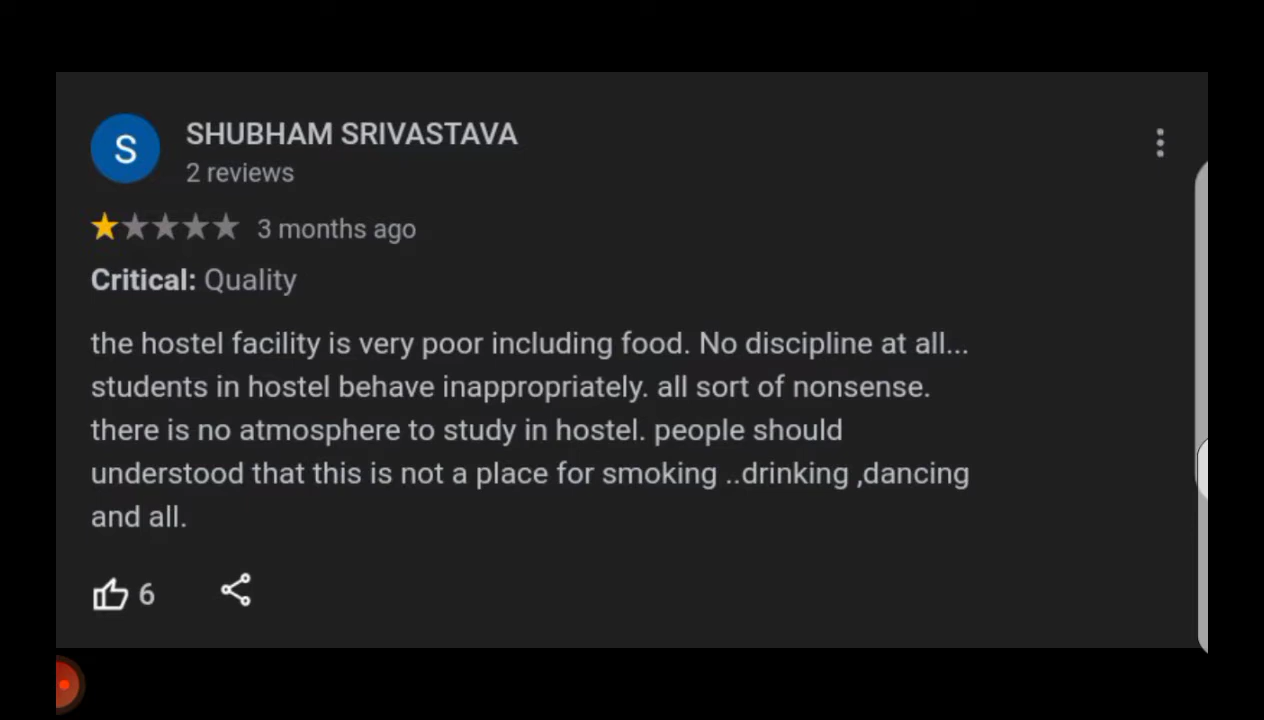 S
SHUBHAM SRIVASTAVA
2 reviews
3 months ago
Critical: Quality
the hostel facility is very poor including food. No discipline at all...
students in hostel behave inappropriately. all sort of nonsense.
there is no atmosphere to study in hostel. people should
understood that this is not a place for smoking ..drinking ,dancing
and all.
6